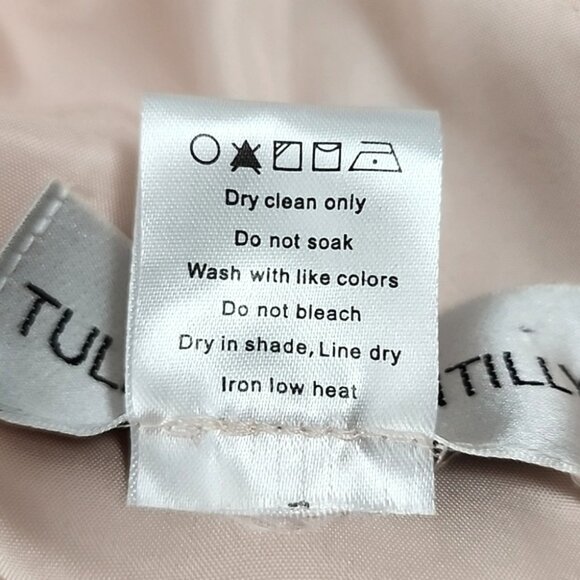 Dry clean only
Do not soak
Wash with like colors
Do not bleach
Dry in shade, Line dry
Iron low heat